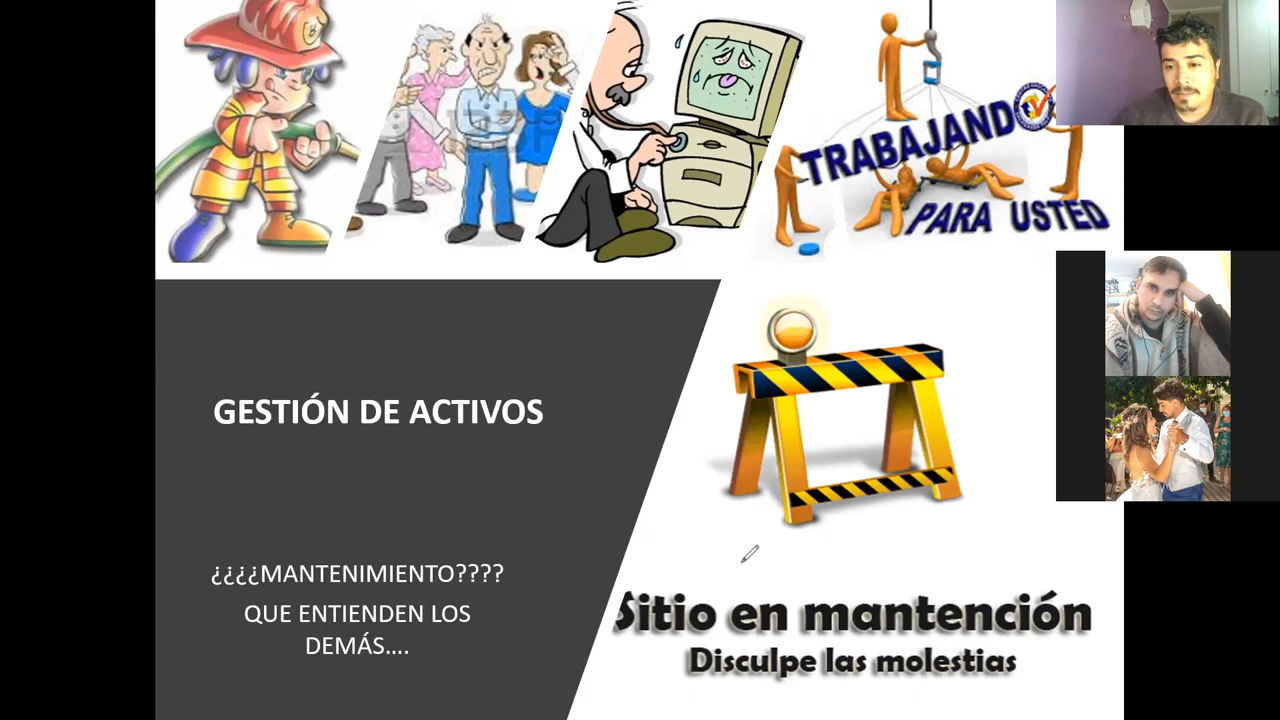 TRABAJANDO
PARA USTED
GESTIÓN DE ACTIVOS
¿¿¿¿MANTENIMIENTO????
QUE ENTIENDEN LOS
DEMÁS....
Sitio en mantención
Disculpe las molestias